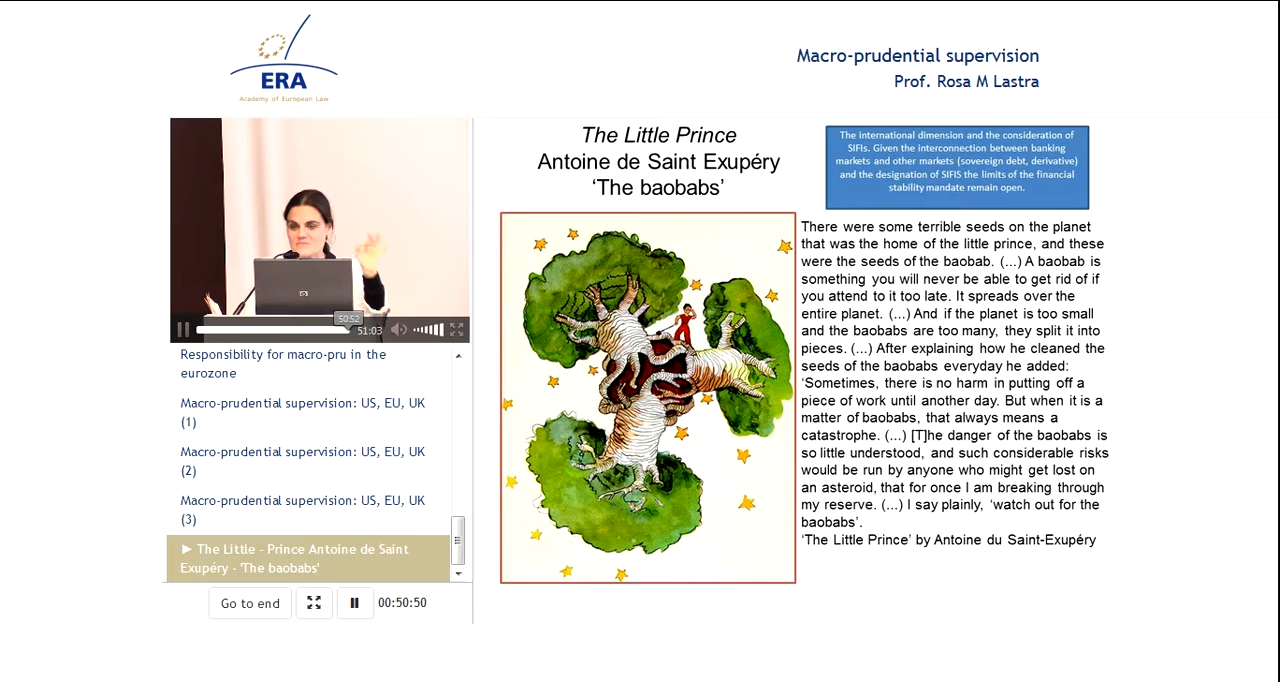 ERA
Academy of European Law
Macro-prudential supervision
Prof. Rosa M Lastra
50:52
51:03
Responsibility for macro-pru in the
eurozone
Macro-prudential supervision: US, EU, UK
(1)
Macro-prudential supervision: US, EU, UK
(2)
Macro-prudential supervision: US, EU, UK
(3)
► The Little - Prince Antoine de Saint
Exupéry - 'The baobabs'
Go to end
00:50:50
The Little Prince
Antoine de Saint Exupéry
‘The baobabs’
The international dimension and the consideration of
SIFIs. Given the interconnection between banking
markets and other markets (sovereign debt, derivative)
and the designation of SIFIS the limits of the financial
stability mandate remain open.
There were some terrible seeds on the planet
that was the home of the little prince, and these
were the seeds of the baobab. (...) A baobab is
something you will never be able to get rid of if
you attend to it too late. It spreads over the
entire planet. (...) And if the planet is too small
and the baobabs are too many, they split it into
pieces. (...) After explaining how he cleaned the
seeds of the baobabs everyday he added:
‘Sometimes, there is no harm in putting off a
piece of work until another day. But when it is a
matter of baobabs, that always means a
catastrophe. (...) [T]he danger of the baobabs is
so little understood, and such considerable risks
would be run by anyone who might get lost on
an asteroid, that for once I am breaking through
my reserve. (...) I say plainly, ‘watch out for the
baobabs’.
‘The Little Prince’ by Antoine du Saint-Exupéry